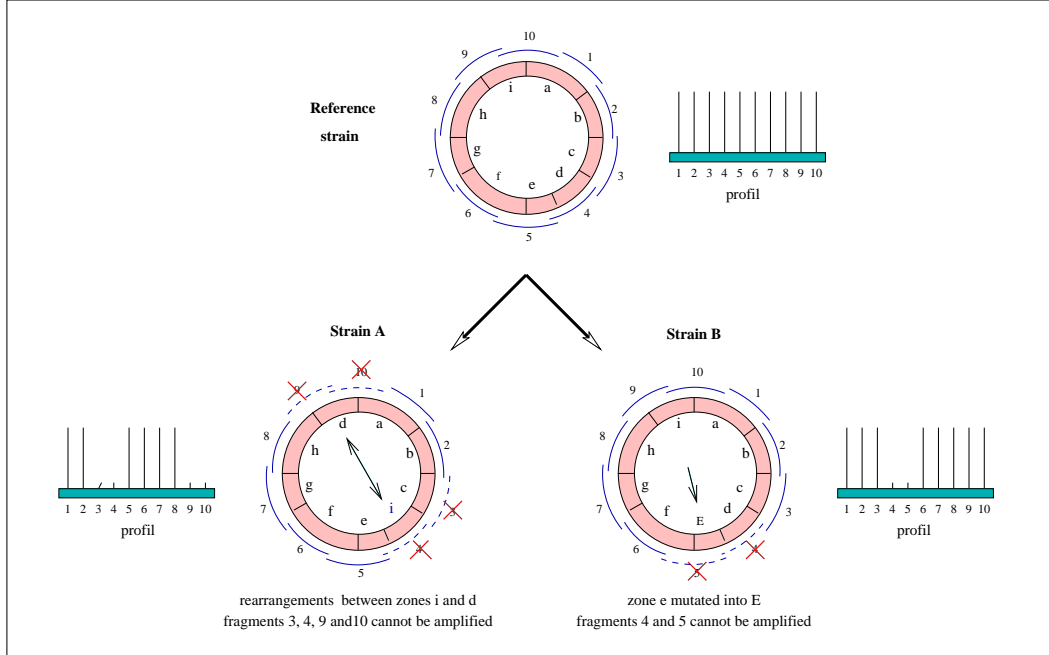 10
9
1
8
i
a
Reference
h
2
b
strain
g
c
7
f
d
3
e
1 2 3 4 5 6 7 8 9 10
6
4
profil
5
Strain A
Strain B
10
9
1
d
a
8
2
h
b
g
c
7
f
i
3
e
6
4
5
1 2 3 4 5 6 7 8 9 10
profil
10
9
1
i
a
8
2
h
b
g
c
7
f
d
3
E
6
4
5
1 2 3 4 5 6 7 8 9 10
profil
rearrangements between zones i and d
fragments 3, 4, 9 and10 cannot be amplified
zone e mutated into E
fragments 4 and 5 cannot be amplified